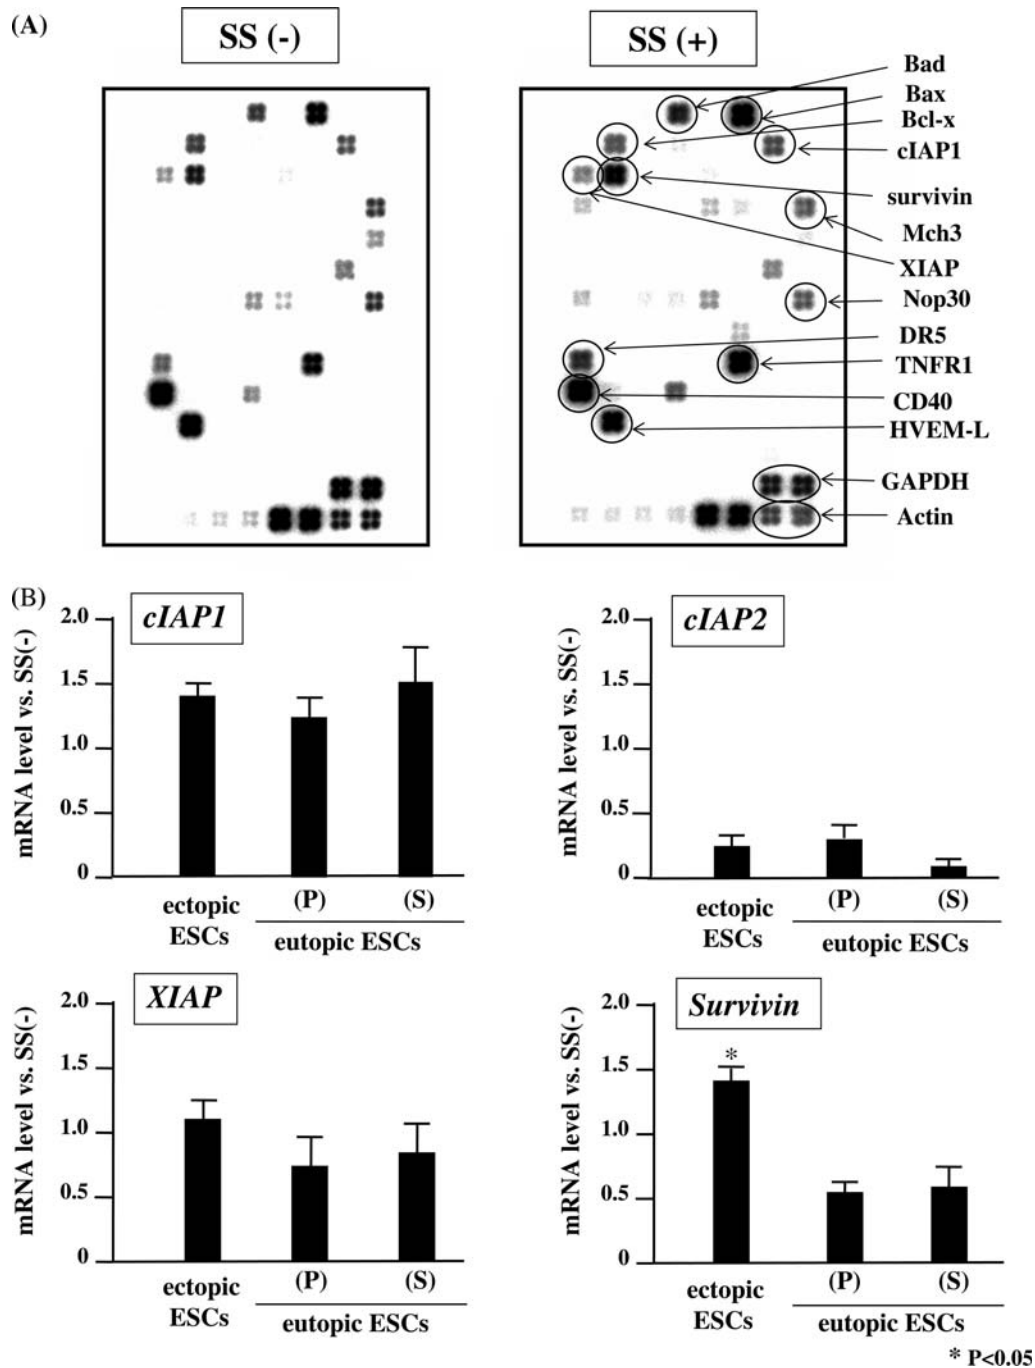 (A)
SS (-)
SS (+)
Bad
Bax
Bcl-x
cIAP1
survivin
Mch3
XIAP
Nop30
DR5
TNFR1
CD40
HVEM-L
GAPDH
Actin
(B)
cIAP1
mRNA level vs. SS(-)
2.0
1.5
1.0
0.5
0
ectopic ESCs
(P)
(S)
eutopic ESCs
cIAP2
mRNA level vs. SS(-)
2.0
1.5
1.0
0.5
0
ectopic ESCs
(P)
(S)
eutopic ESCs
XIAP
mRNA level vs. SS(-)
2.0
1.5
1.0
0.5
0
ectopic ESCs
(P)
(S)
eutopic ESCs
Survivin
mRNA level vs. SS(-)
2.0
1.5
1.0
0.5
0
*
ectopic ESCs
(P)
(S)
eutopic ESCs
* P<0.05